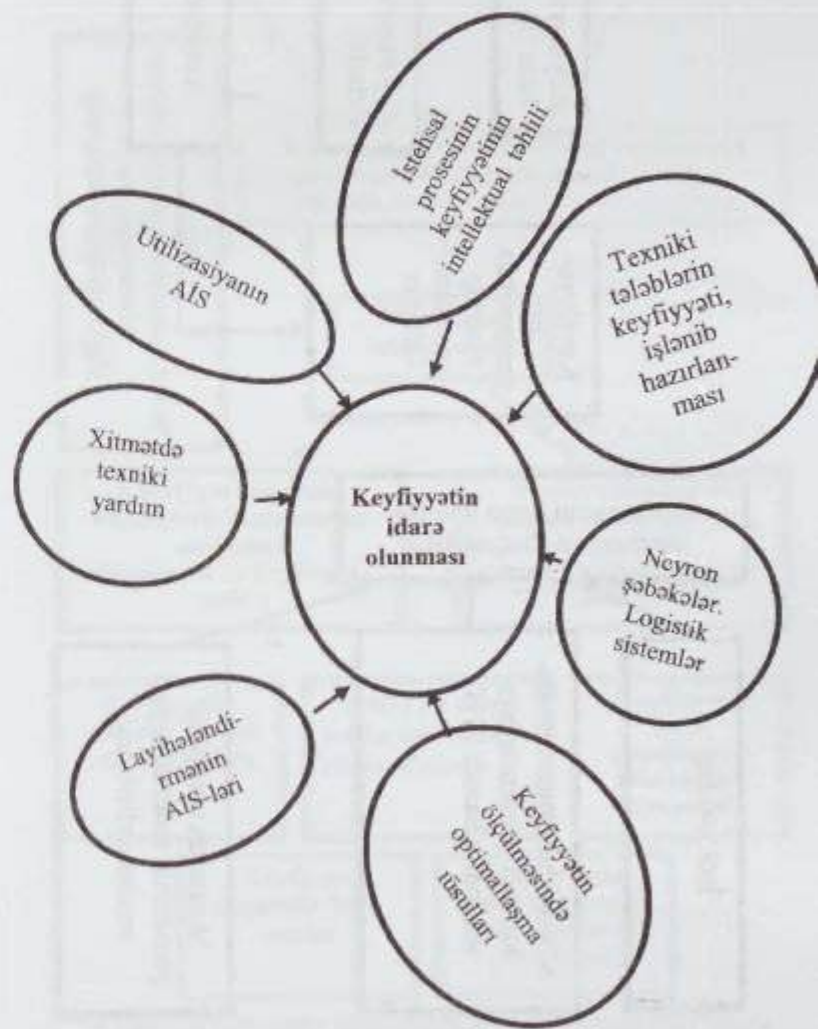 İstehsal
prosesinin
keyfiyyətinin
intellektual təhlili
Utilizasiyanın
AİS
Texniki
tələblərin
keyfiyyəti,
işlənib
hazırlan-
ması
Xitmətdə
texniki
yardım
Keyfiyyətin
idarə
olunması
Neyron
şəbəkələr.
Logistik
sistemlər
Layihələndi-
rmənin
AİS-ləri
Keyfiyyətin
ölçülməsində
optimallaşma
üsulları